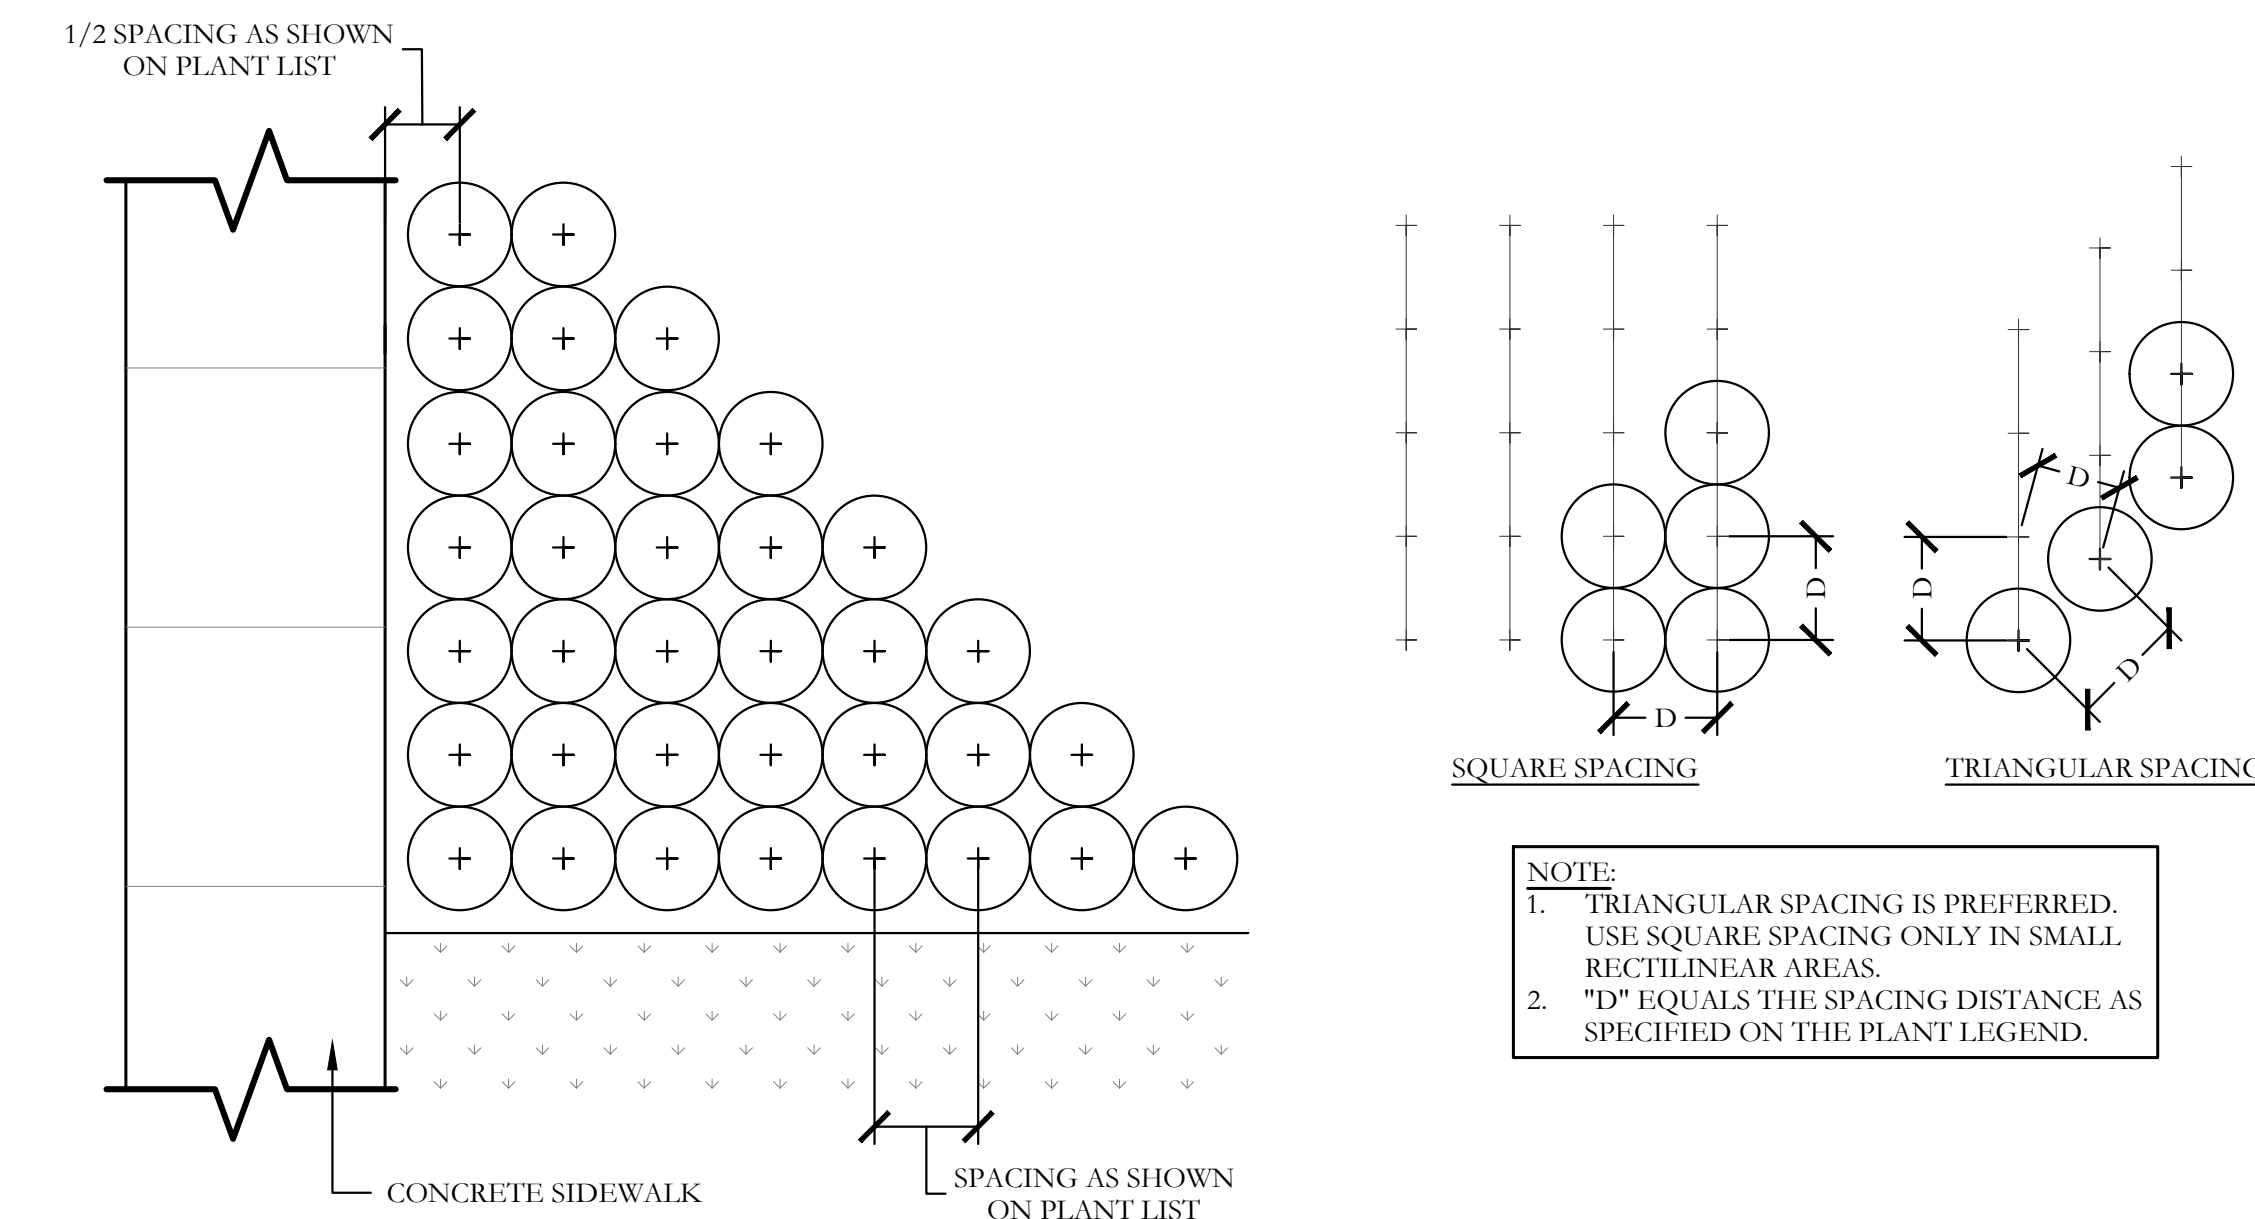 1/2 SPACING AS SHOWN
ON PLANT LIST
D
D
D
D
D
SQUARE SPACING
TRIANGULAR SPACING
NOTE:
1. TRIANGULAR SPACING IS PREFERRED.
USE SQUARE SPACING ONLY IN SMALL
RECTILINEAR AREAS.
2. "D" EQUALS THE SPACING DISTANCE AS
SPECIFIED ON THE PLANT LEGEND.
CONCRETE SIDEWALK
SPACING AS SHOWN
ON PLANT LIST